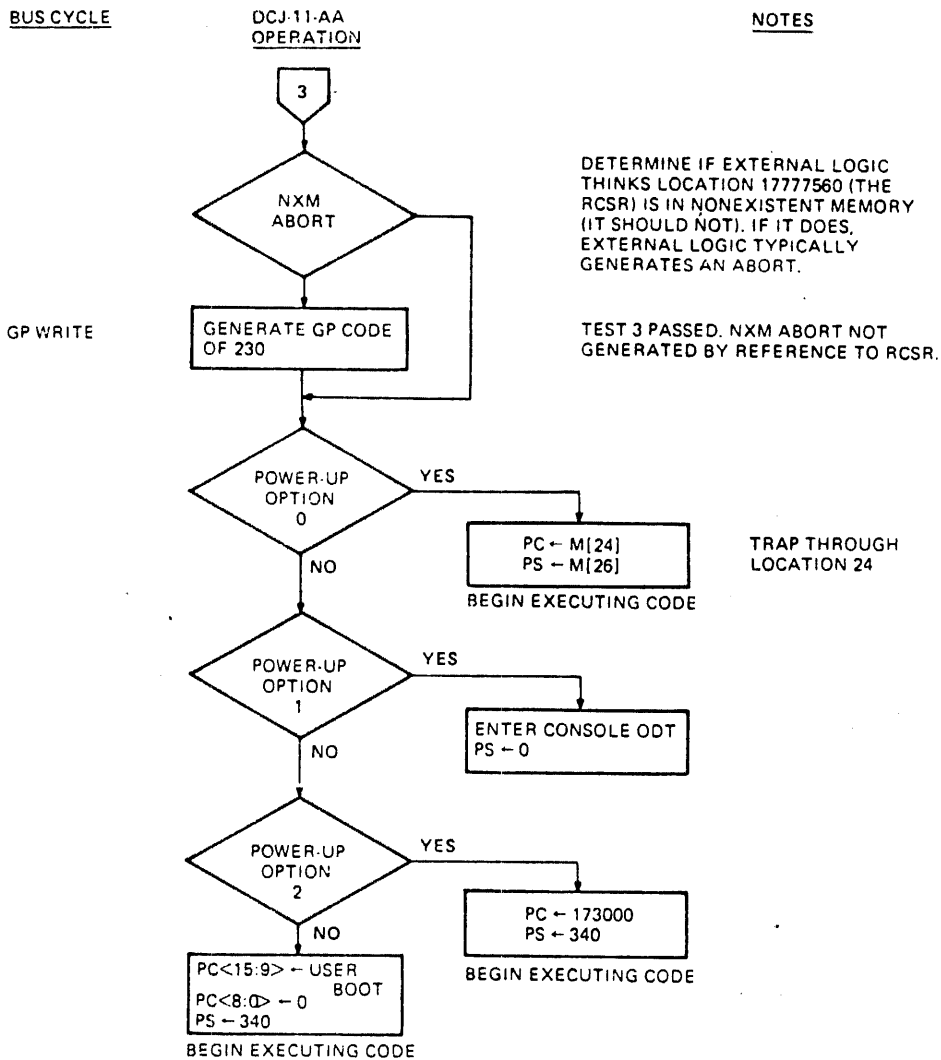 BUS CYCLE
DCJ-11-AA
OPERATION
NOTES
3
NXM
ABORT
DETERMINE IF EXTERNAL LOGIC
THINKS LOCATION 17777560 (THE
RCSR) IS IN NONEXISTENT MEMORY
(IT SHOULD NOT). IF IT DOES,
EXTERNAL LOGIC TYPICALLY
GENERATES AN ABORT.
GP WRITE
GENERATE GP CODE
OF 230
TEST 3 PASSED. NXM ABORT NOT
GENERATED BY REFERENCE TO RCSR.
POWER-UP
OPTION
0
YES
NO
PC ← M[24]
PS ← M[26]
BEGIN EXECUTING CODE
TRAP THROUGH
LOCATION 24
POWER-UP
OPTION
1
YES
NO
ENTER CONSOLE ODT
PS ← 0
POWER-UP
OPTION
2
YES
NO
PC ← 173000
PS ← 340
BEGIN EXECUTING CODE
PC<15:9> ← USER
BOOT
PC<8:0> ← 0
PS ← 340
BEGIN EXECUTING CODE